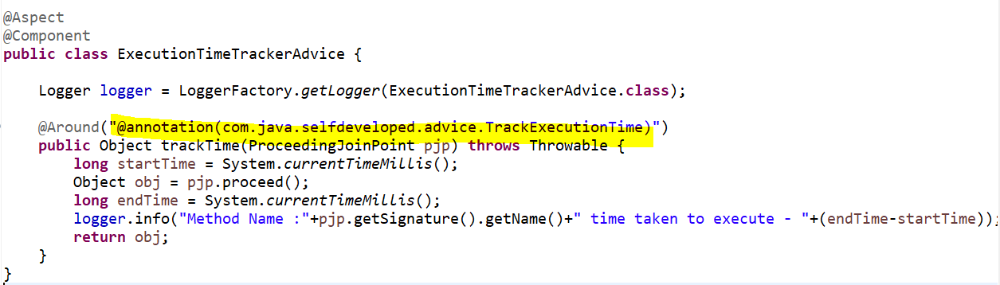 @Aspect
@Component
public class ExecutionTimeTrackerAdvice {
Logger logger = LoggerFactory.getLogger(ExecutionTimeTrackerAdvice.class);
@Around("@annotation(com.java.selfdeveloped.advice.TrackExecutionTime)")
public Object trackTime(ProceedingJoinPoint pjp) throws Throwable {
long startTime = System.currentTimeMillis();
Object obj = pjp.proceed();
long endTime = System.currentTimeMillis();
logger.info("Method Name :"+pjp.getSignature().getName()+" time taken to execute - "+(endTime-startTime));
return obj;
}
}